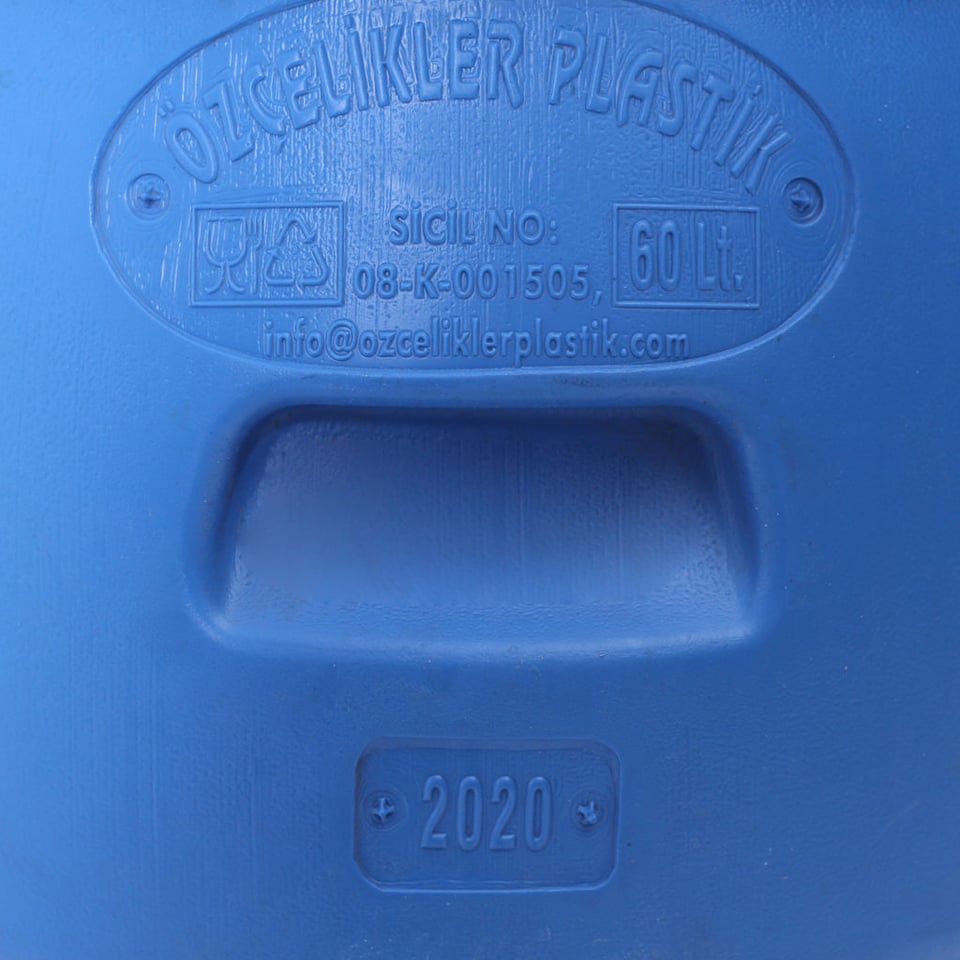 ÖZÇELİKLER PLASTİK
SİCİL NO:
08-K-001505,
60 Lt.
info@ozceliklerplastik.com
2020